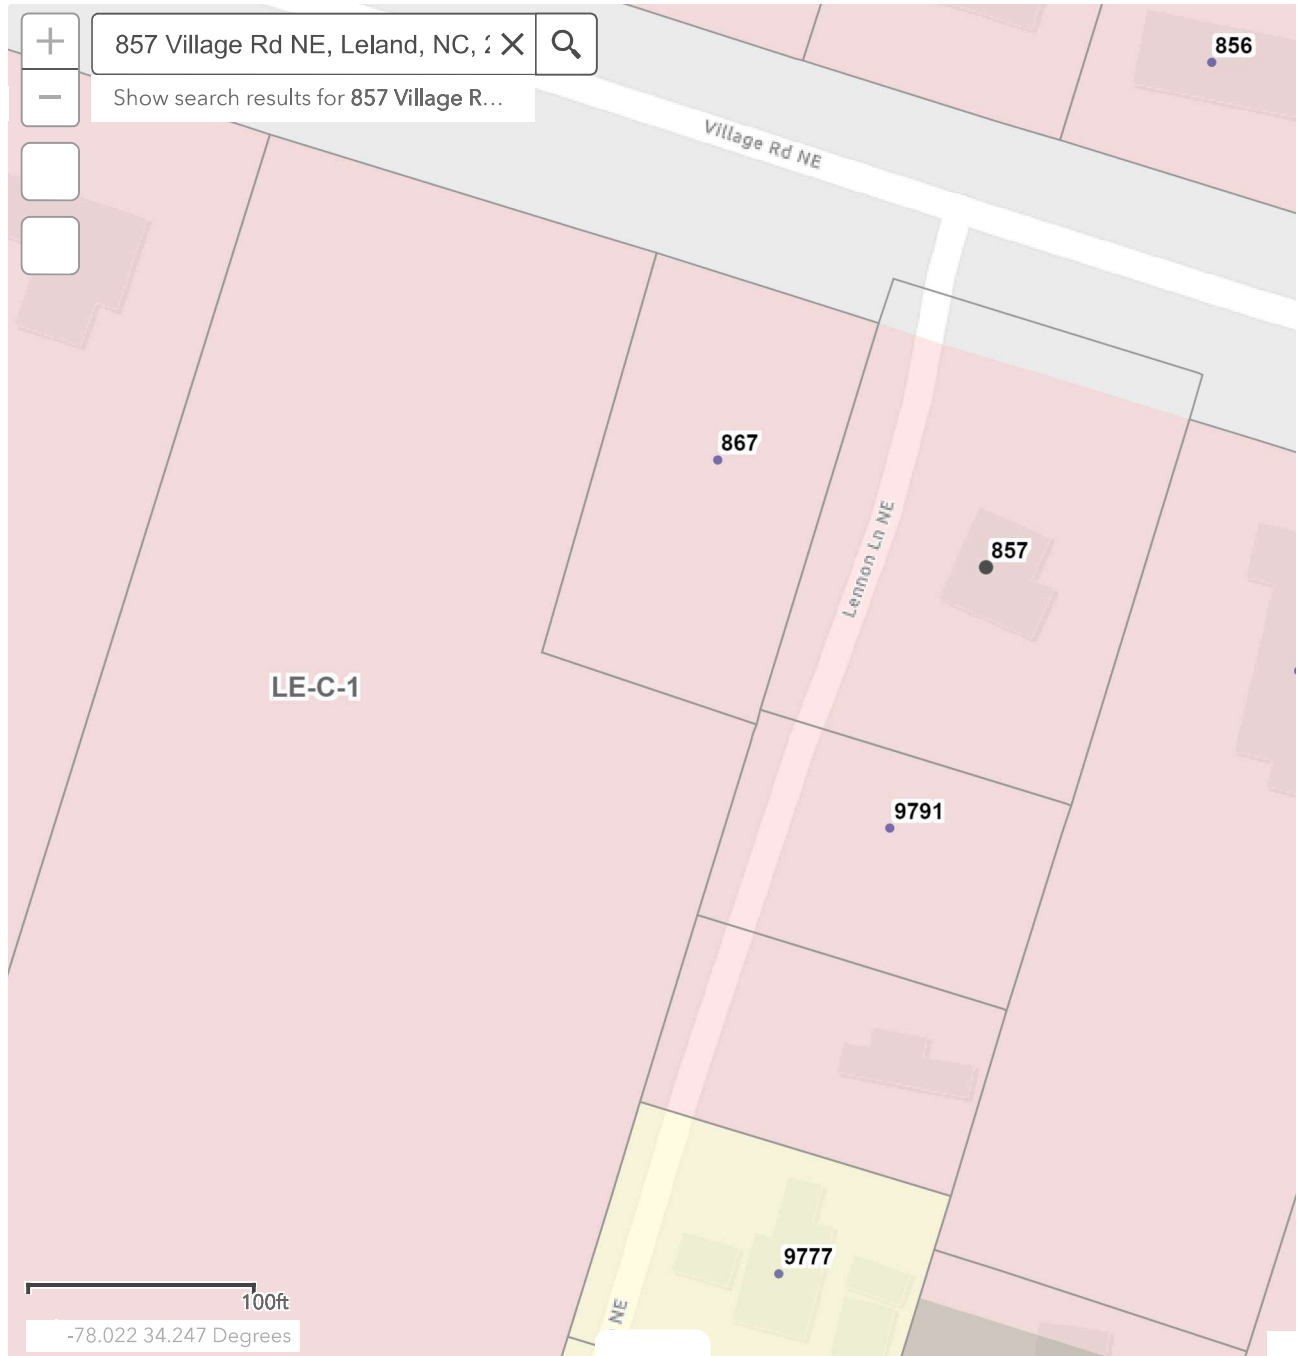 857 Village Rd NE, Leland, NC,
Show search results for 857 Village R...
856
Village Rd NE
867
Lennon Ln NE
857
LE-C-1
9791
9777
NE
100ft
-78.022 34.247 Degrees